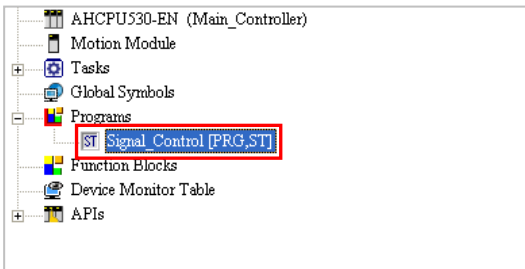 AHCPU530-EN (Main_Controller)
Motion Module
Tasks
Global Symbols
Programs
ST Signal_Control [PRG,ST]
Function Blocks
Device Monitor Table
APIs